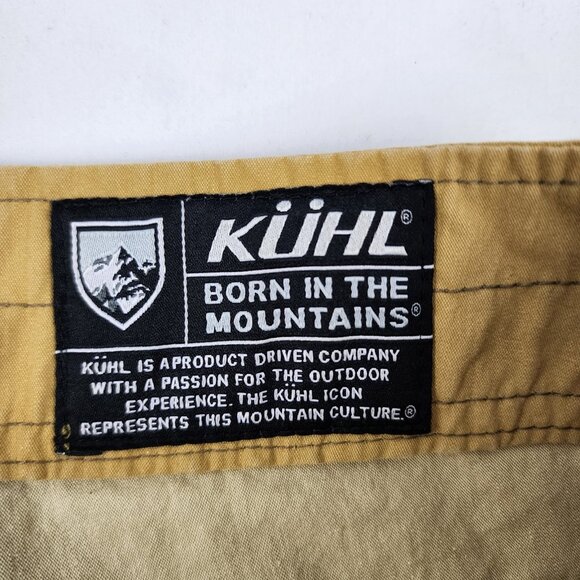 KÜHL®
BORN IN THE
MOUNTAINS®
KÜHL IS APRODUCT DRIVEN COMPANY
WITH A PASSION FOR THE OUTDOOR
EXPERIENCE. THE KÜHL ICON
REPRESENTS THIS MOUNTAIN CULTURE.®